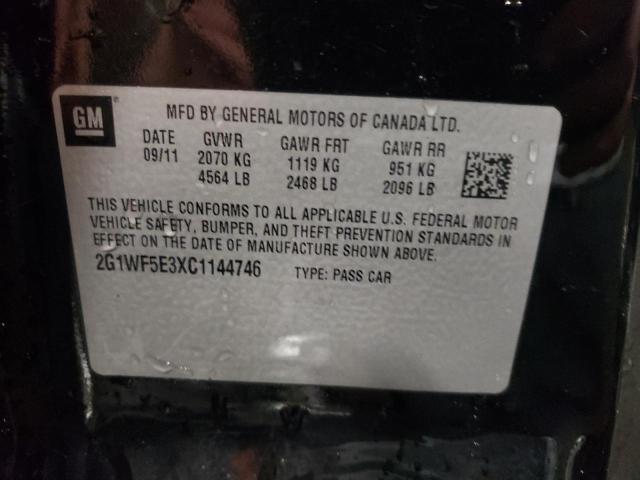 GM
MFD BY GENERAL MOTORS OF CANADA LTD.
DATE GVWR GAWR FRT GAWR RR
09/11 2070 KG 1119 KG 951 KG
4564 LB 2468 LB 2096 LB
THIS VEHICLE CONFORMS TO ALL APPLICABLE U.S. FEDERAL MOTOR
VEHICLE SAFETY, BUMPER, AND THEFT PREVENTION STANDARDS IN
EFFECT ON THE DATE OF MANUFACTURE SHOWN ABOVE.
2G1WF5E3XC1144746 TYPE: PASS CAR